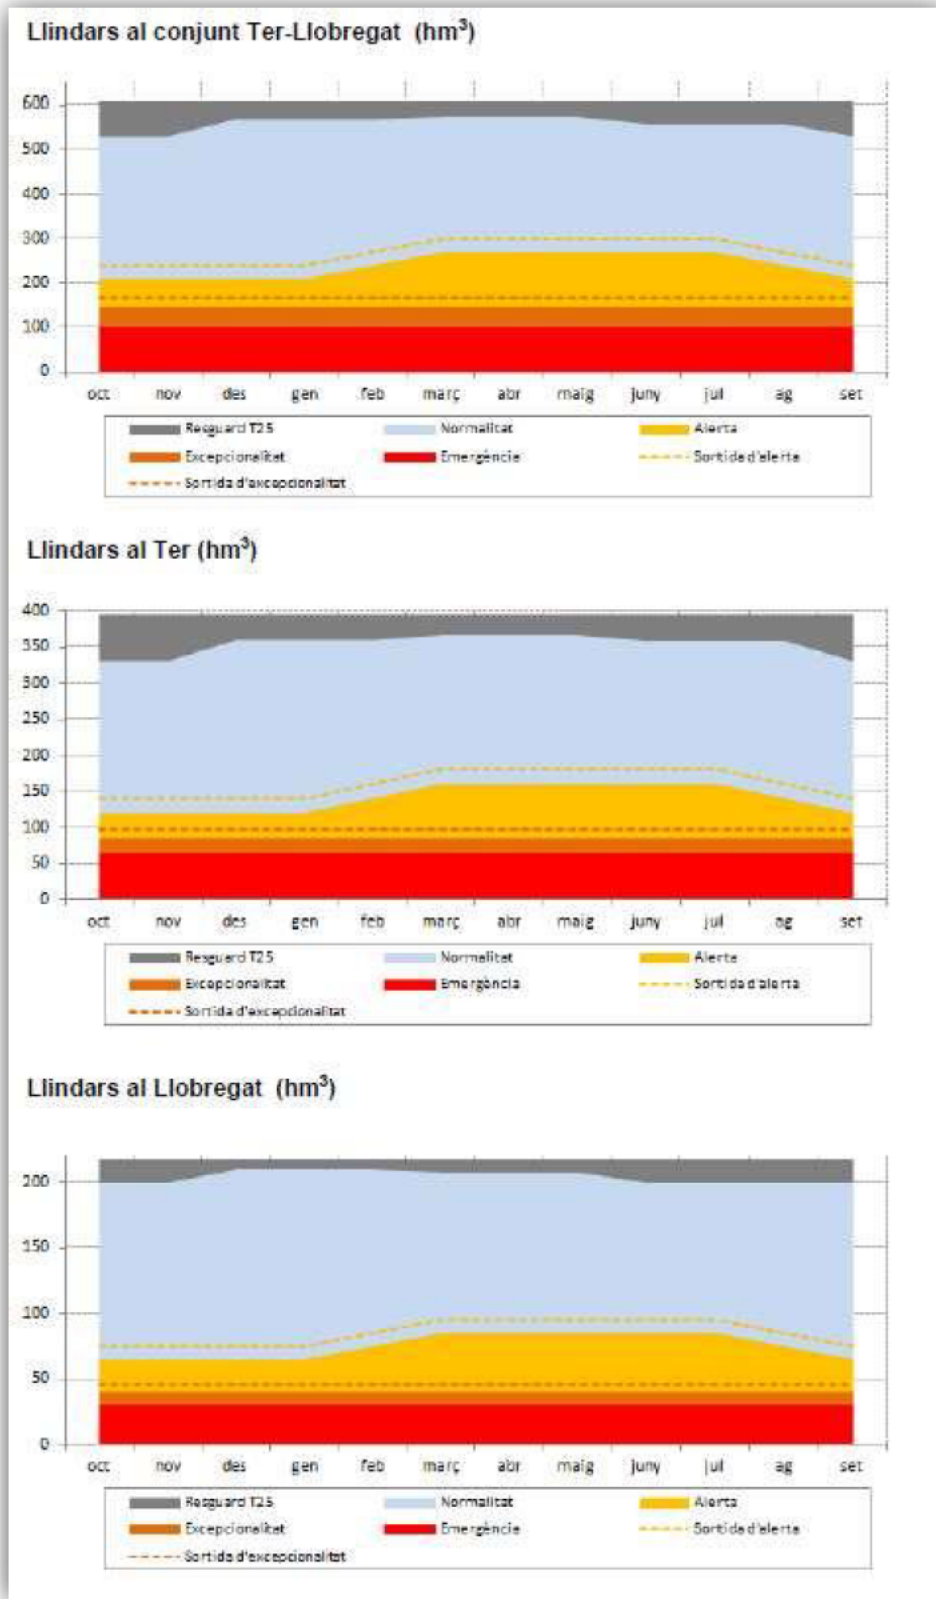 Llindars al conjunt Ter-Llobregat (hm³)
600
500
400
300
200
100
0
oct nov des gen feb març abr maig juny jul ag set
Resguard T25 Normalitat Alerta
Excepcionalitat Emergència Sortida d'alerta
Sortida d'excepcionalitat
Llindars al Ter (hm³)
400
350
300
250
200
150
100
50
0
oct nov des gen feb març abr maig juny jul ag set
Resguard T25 Normalitat Alerta
Excepcionalitat Emergència Sortida d'alerta
Sortida d'excepcionalitat
Llindars al Llobregat (hm³)
200
150
100
50
0
oct nov des gen feb març abr maig juny jul ag set
Resguard T25 Normalitat Alerta
Excepcionalitat Emergència Sortida d'alerta
Sortida d'excepcionalitat